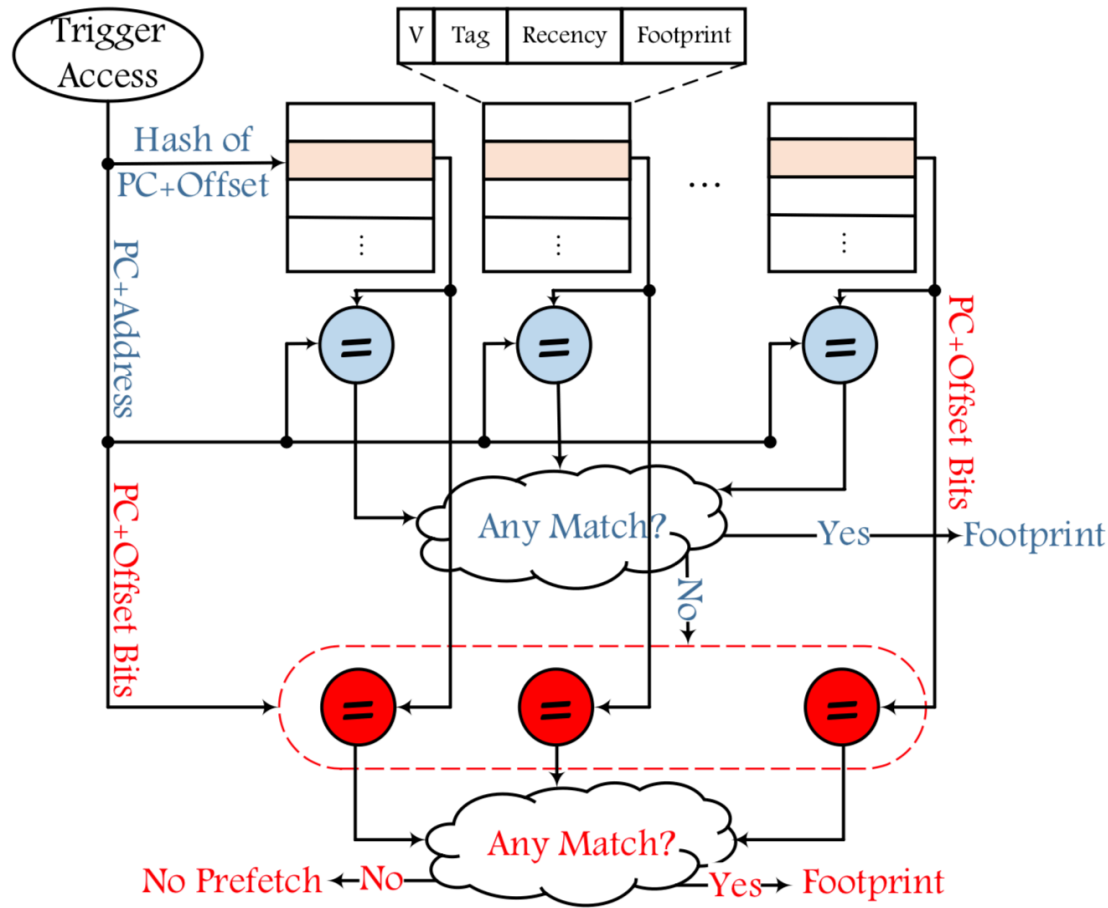 Trigger
Access
V Tag Recency Footprint
Hash of
PC+Offset
...
⋮ ⋮ ⋮
PC+Address
= = =
PC+Offset Bits
Any Match?
Yes
Footprint
No
PC+Offset Bits
= = =
Any Match?
No Prefetch
No
Yes
Footprint